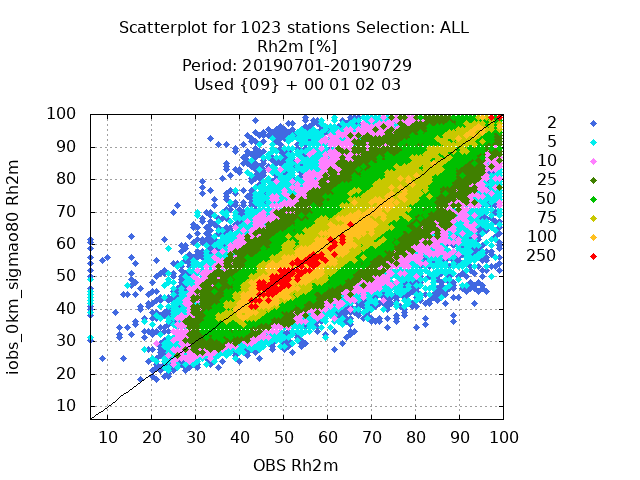 Scatterplot for 1023 stations Selection: ALL
Rh2m [%]
Period: 20190701-20190729
Used {09} + 00 01 02 03
iobs_0km_sigmao80 Rh2m
100
90
80
70
60
50
40
30
20
10
10 20 30 40 50 60 70 80 90 100
OBS Rh2m
2
5
10
25
50
75
100
250